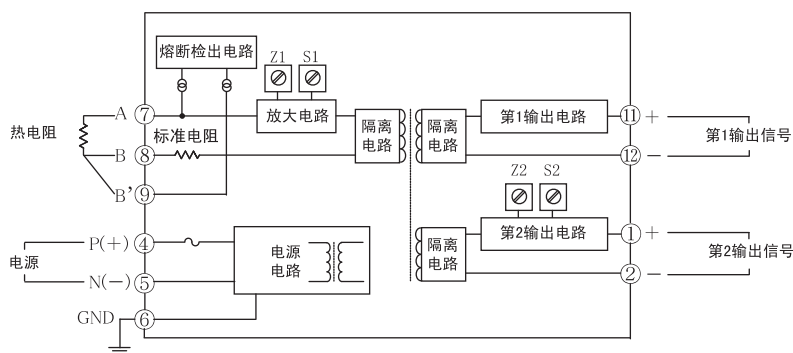 熔断检出电路
Z1
S1
A
⑦
放大电路
热电阻
标准电阻
B
⑧
隔离
电路
隔离
电路
第1输出电路
⑪
+
第1输出信号
⑫
−
B'
⑨
Z2
S2
P(+)
④
电源
N(−)
⑤
电源
电路
隔离
电路
第2输出电路
①
+
第2输出信号
②
−
GND
⑥